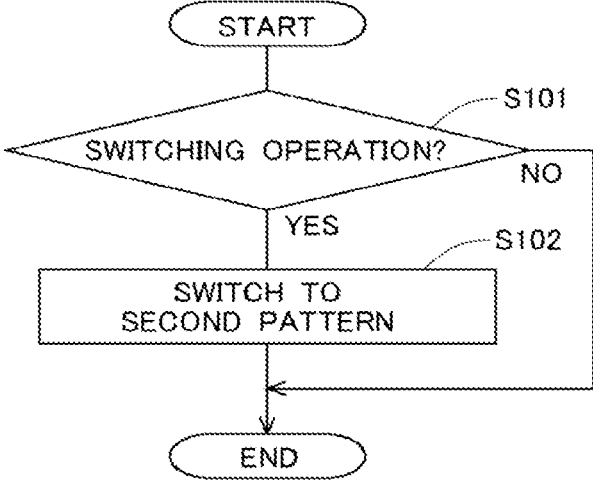 START
S101
SWITCHING OPERATION?
NO
YES
S102
SWITCH TO
SECOND PATTERN
END